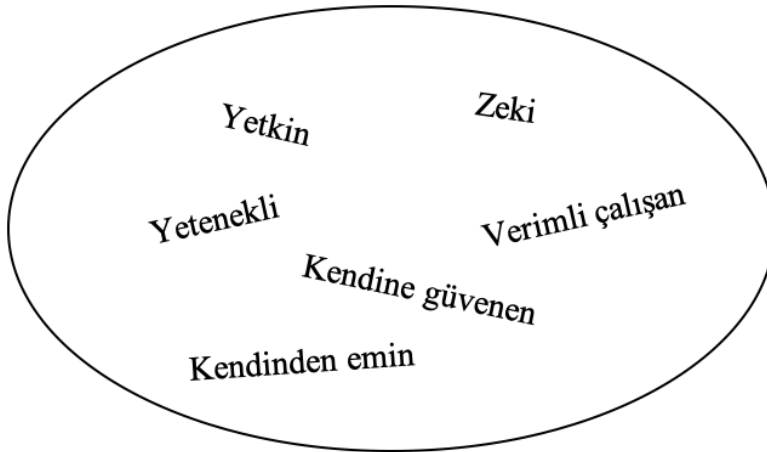 Yetkin
Zeki
Yetenekli
Verimli çalışan
Kendine güvenen
Kendinden emin